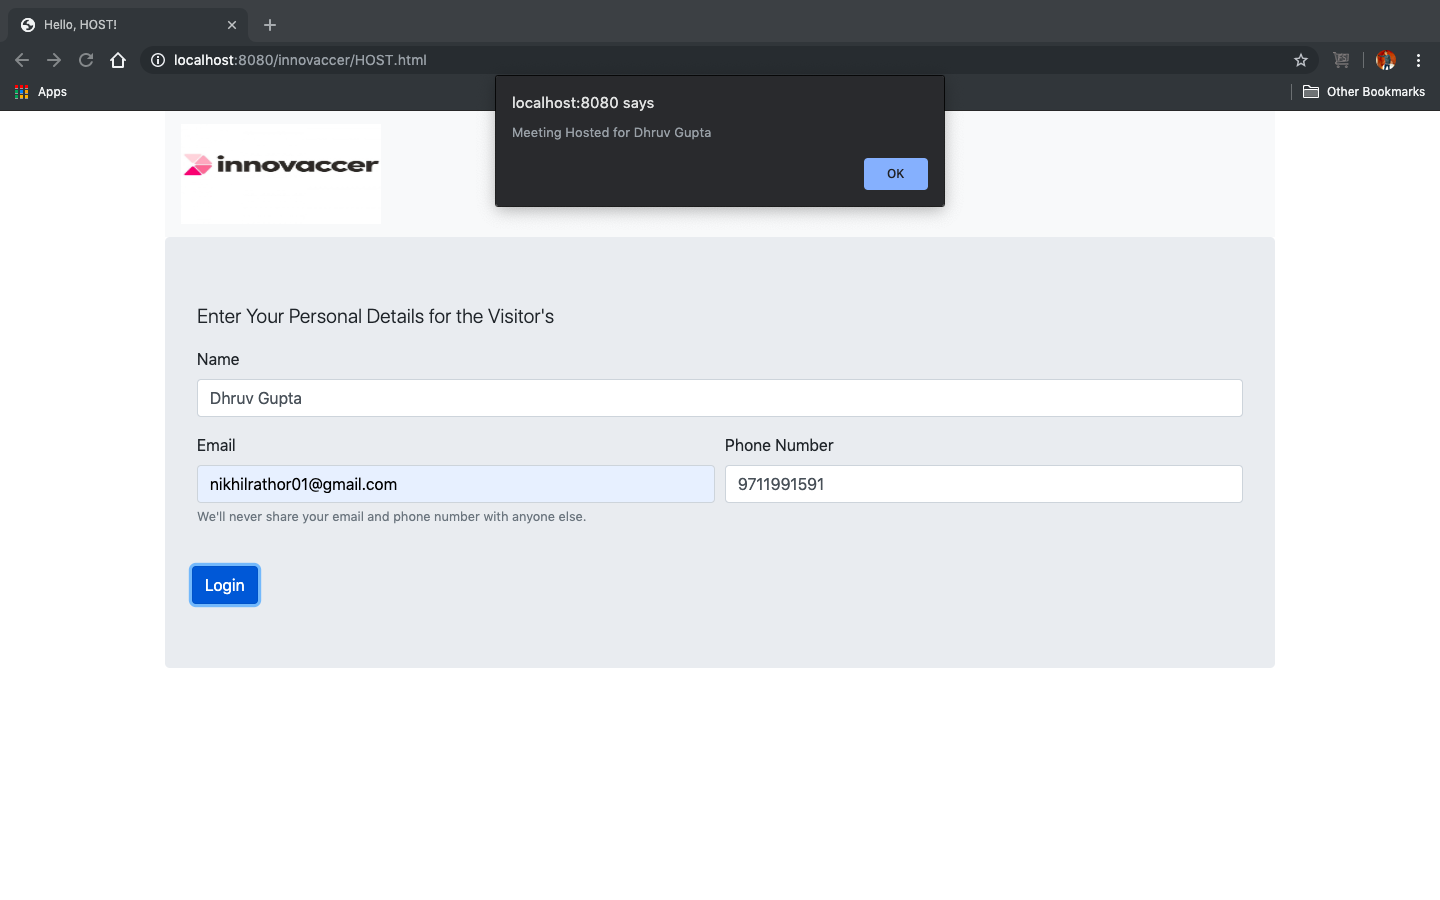 Hello, HOST!
localhost:8080/innovaccer/HOST.html
Apps
Other Bookmarks
localhost:8080 says
Meeting Hosted for Dhruv Gupta
OK
innovaccer
Enter Your Personal Details for the Visitor's
Name
Dhruv Gupta
Email
Phone Number
nikhilrathor01@gmail.com
9711991591
We'll never share your email and phone number with anyone else.
Login